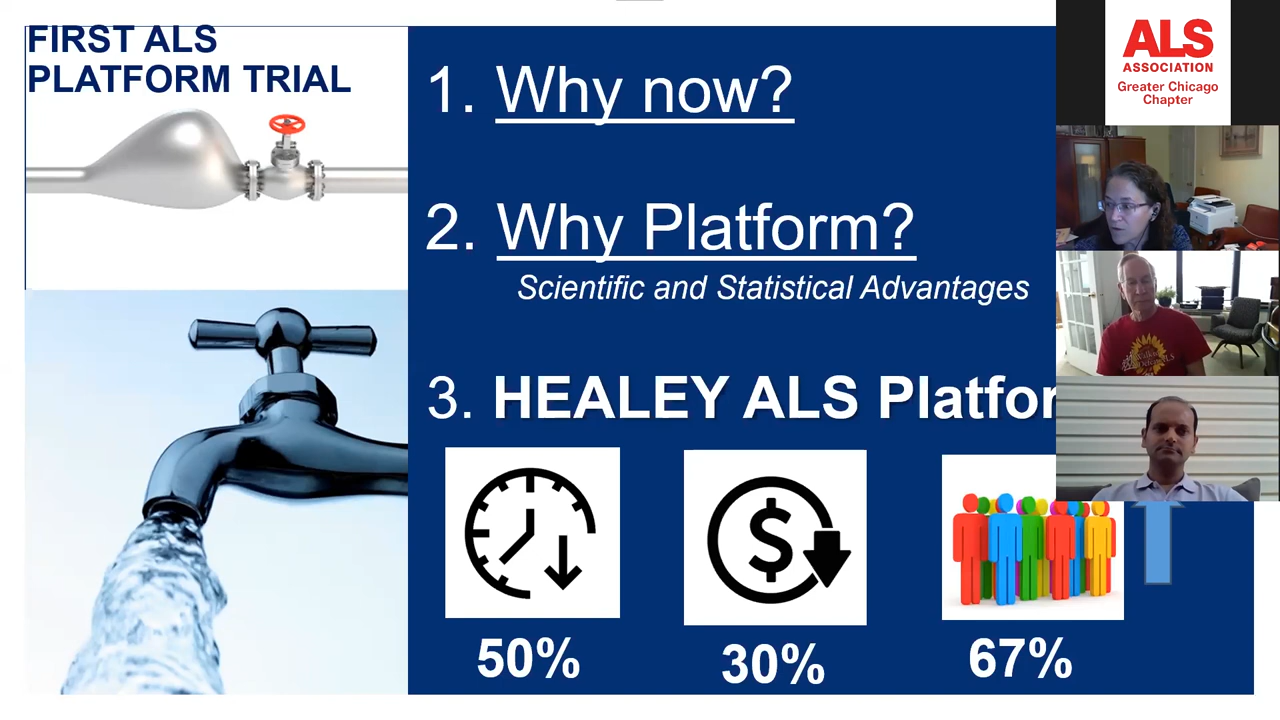 FIRST ALS
PLATFORM TRIAL
1. Why now?
2. Why Platform?
Scientific and Statistical Advantages
3. HEALEY ALS Platfor
50%
30%
67%
ALS
ASSOCIATION
Greater Chicago
Chapter